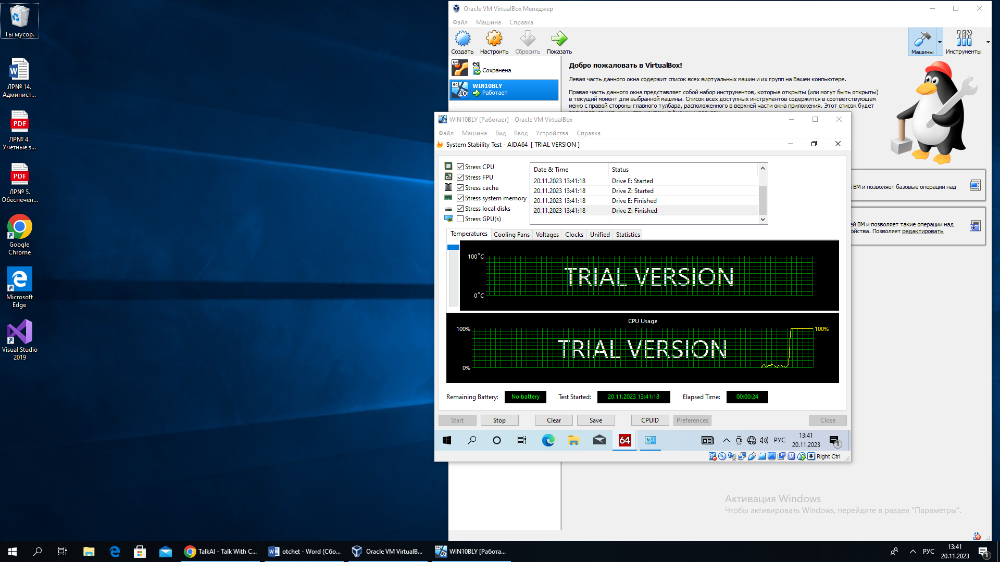 Ты мусор.
ЛР№ 14.
Админист...
PDF
ЛР№ 4.
Учетные з...
PDF
ЛР№ 5.
Обеспечен...
Google
Chrome
Microsoft
Edge
Visual Studio
2019
Oracle VM VirtualBox Менеджер
Файл Машина Справка
Создать Настроить Сбросить Показать
Машины Инструменты
64
eq
Сохранена
64
10
WIN10BLY
Работает
Добро пожаловать в VirtualBox!
Левая часть данного окна содержит список всех виртуальных машин и их групп на Вашем компьютере.
Правая часть данного окна представляет собой набор инструментов, которые открыты (или могут быть открыты)
в текущий момент для выбранной машины. Список всех доступных инструментов содержится в соответствующем
меню с правой стороны главного тулбара, расположенного в верхней части окна приложения. Этот список будет
ВМ и позволяет базовые операции над
ей ВМ и позволяет такие операции над
ойства. Позволяет редактировать
WIN10BLY [Работает] - Oracle VM VirtualBox
Файл Машина Вид Ввод Устройства Справка
System Stability Test - AIDA64 [ TRIAL VERSION ]
Stress CPU
Stress FPU
Stress cache
Stress system memory
Stress local disks
Stress GPU(s)
Date & Time Status
20.11.2023 13:41:18 Drive E: Started
20.11.2023 13:41:18 Drive Z: Started
20.11.2023 13:41:18 Drive E: Finished
20.11.2023 13:41:18 Drive Z: Finished
Temperatures Cooling Fans Voltages Clocks Unified Statistics
100°C
TRIAL VERSION
0°C
CPU Usage
100% 100%
TRIAL VERSION
0%
Remaining Battery: No battery Test Started: 20.11.2023 13:41:18 Elapsed Time: 00:00:24
Start Stop Clear Save CPUID Preferences Close
64
РУС
13:41
20.11.2023
1
Right Ctrl
Активация Windows
Чтобы активировать Windows, перейдите в раздел "Параметры".
TalkAI - Talk With C...
otchet - Word (Сбо...
Oracle VM VirtualB...
WIN10BLY [Работа...
РУС
13:41
20.11.2023
1